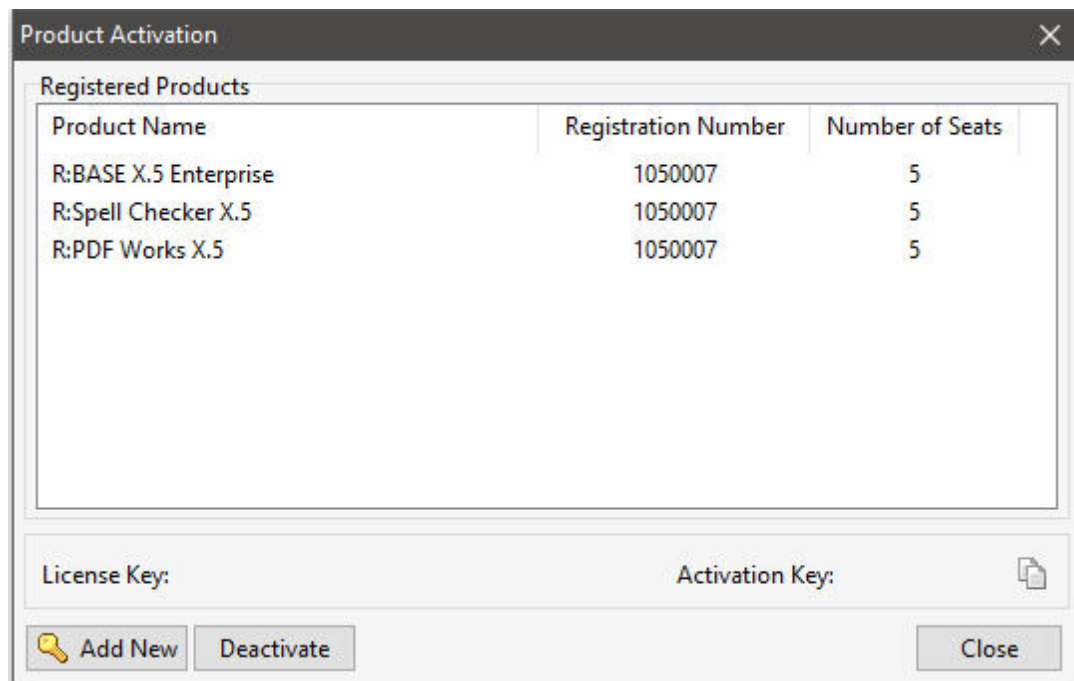 Product Activation
Registered Products
Product Name Registration Number Number of Seats
R:BASE X.5 Enterprise 1050007 5
R:Spell Checker X.5 1050007 5
R:PDF Works X.5 1050007 5
License Key: Activation Key:
Add New Deactivate Close